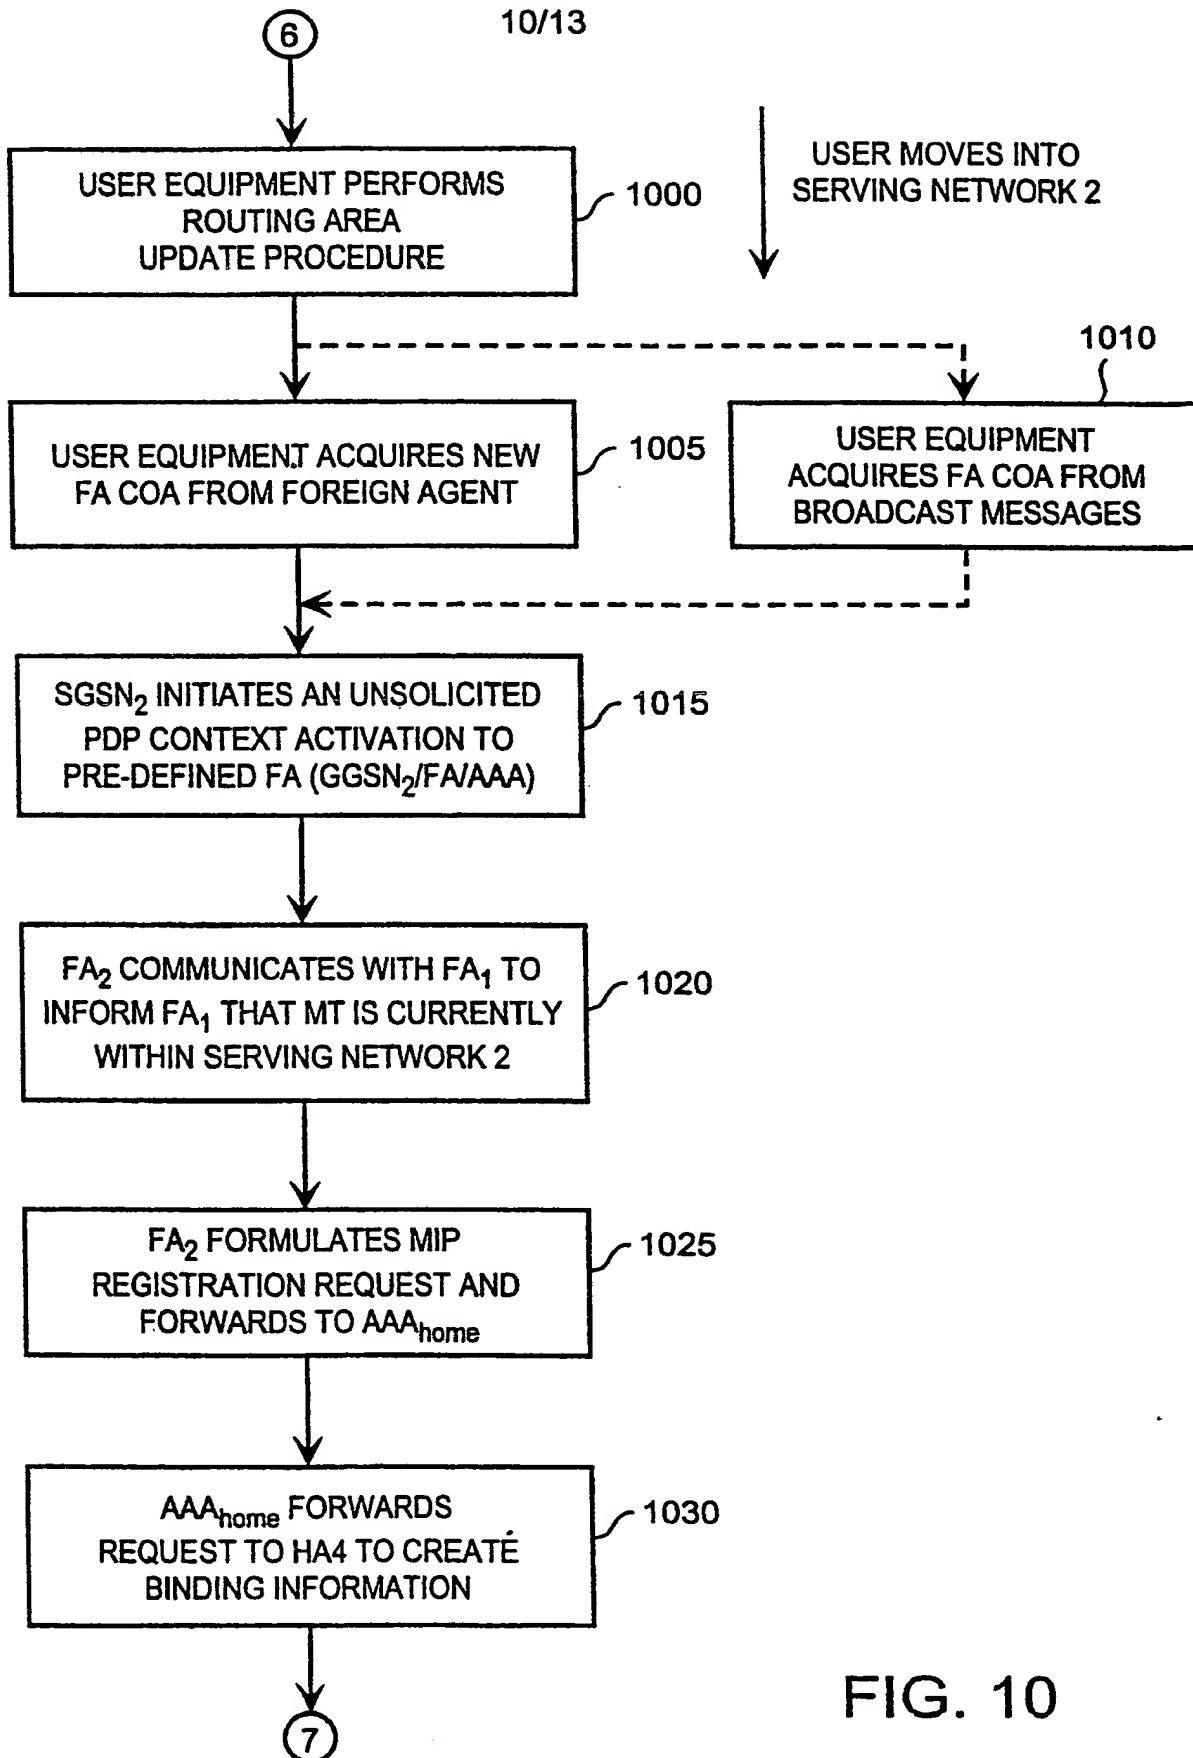 6
10/13
USER EQUIPMENT PERFORMS
ROUTING AREA
UPDATE PROCEDURE
1000
USER MOVES INTO
SERVING NETWORK 2
USER EQUIPMENT ACQUIRES NEW
FA COA FROM FOREIGN AGENT
1005
1010
USER EQUIPMENT
ACQUIRES FA COA FROM
BROADCAST MESSAGES
SGSN2 INITIATES AN UNSOLICITED
PDP CONTEXT ACTIVATION TO
PRE-DEFINED FA (GGSN2/FA/AAA)
1015
FA2 COMMUNICATES WITH FA1 TO
INFORM FA1 THAT MT IS CURRENTLY
WITHIN SERVING NETWORK 2
1020
FA2 FORMULATES MIP
REGISTRATION REQUEST AND
FORWARDS TO AAAhome
1025
AAAhome FORWARDS
REQUEST TO HA4 TO CREATE
BINDING INFORMATION
1030
7
FIG. 10